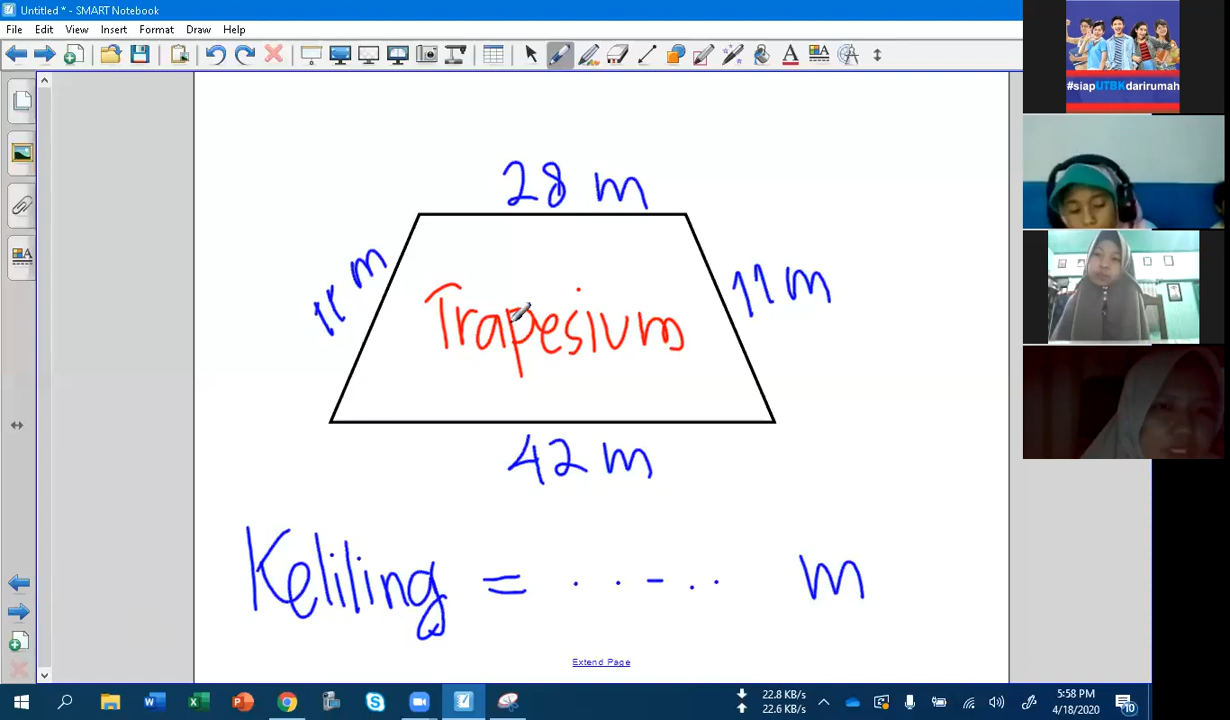 Untitled * - SMART Notebook
File Edit View Insert Format Draw Help
#siapUTBKdarirumah
28 m
11 m
11 m
Trapesium
42 m
Keliling = ..-.. m
Extend Page
22.8 KB/s
22.6 KB/s
5:58 PM
4/18/2020
10